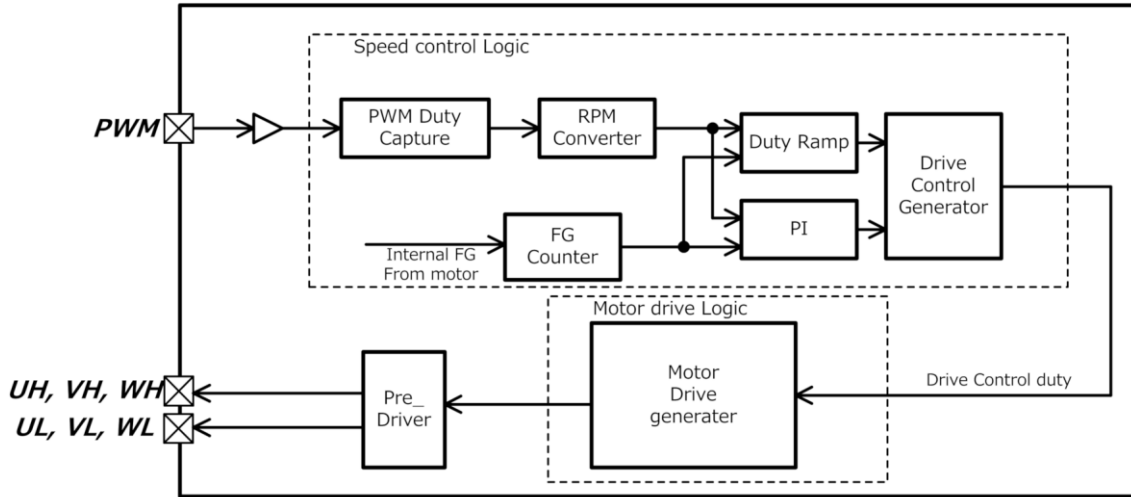 Speed control Logic
PWM
PWM Duty
Capture
RPM
Converter
Duty Ramp
Drive
Control
Generator
PI
FG
Counter
Internal FG
From motor
Motor drive Logic
Motor
Drive
generater
Drive Control duty
Pre_
Driver
UH, VH, WH
UL, VL, WL